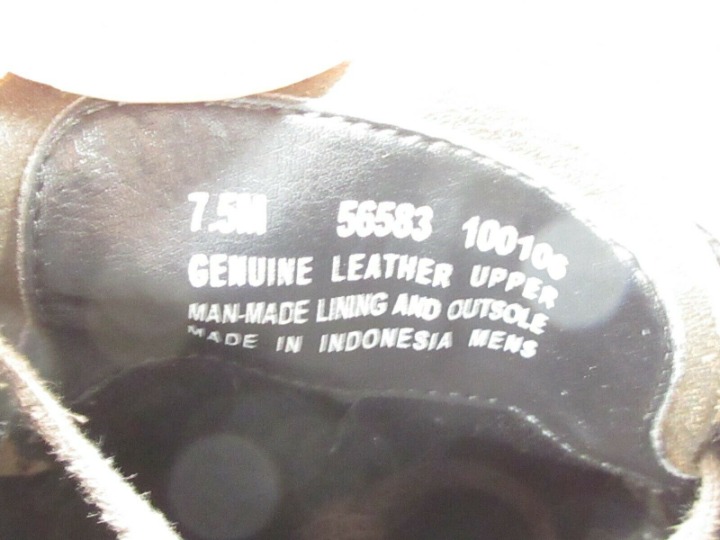 7.5M 56583 100106
GENUINE LEATHER UPPER
MAN-MADE LINING AND OUTSOLE
MADE IN INDONESIA MENS